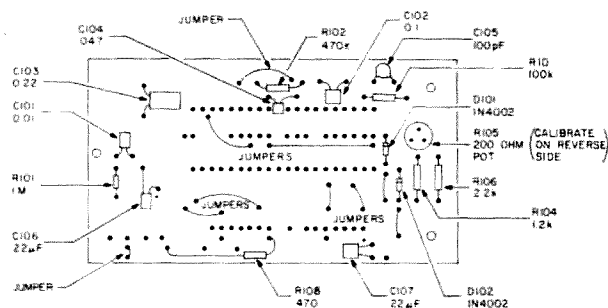 JUMPER
C104
.047
R102
470k
C102
0.1
C105
100pF
R10
100k
C103
0.22
C101
0.01
D101
1N4002
R105
200 OHM
POT
(CALIBRATE
ON REVERSE
SIDE)
JUMPERS
R101
1M
JUMPERS
JUMPERS
R106
2.2k
R104
1.2k
C106
22µF
JUMPER
R108
470
C107
22µF
D102
1N4002